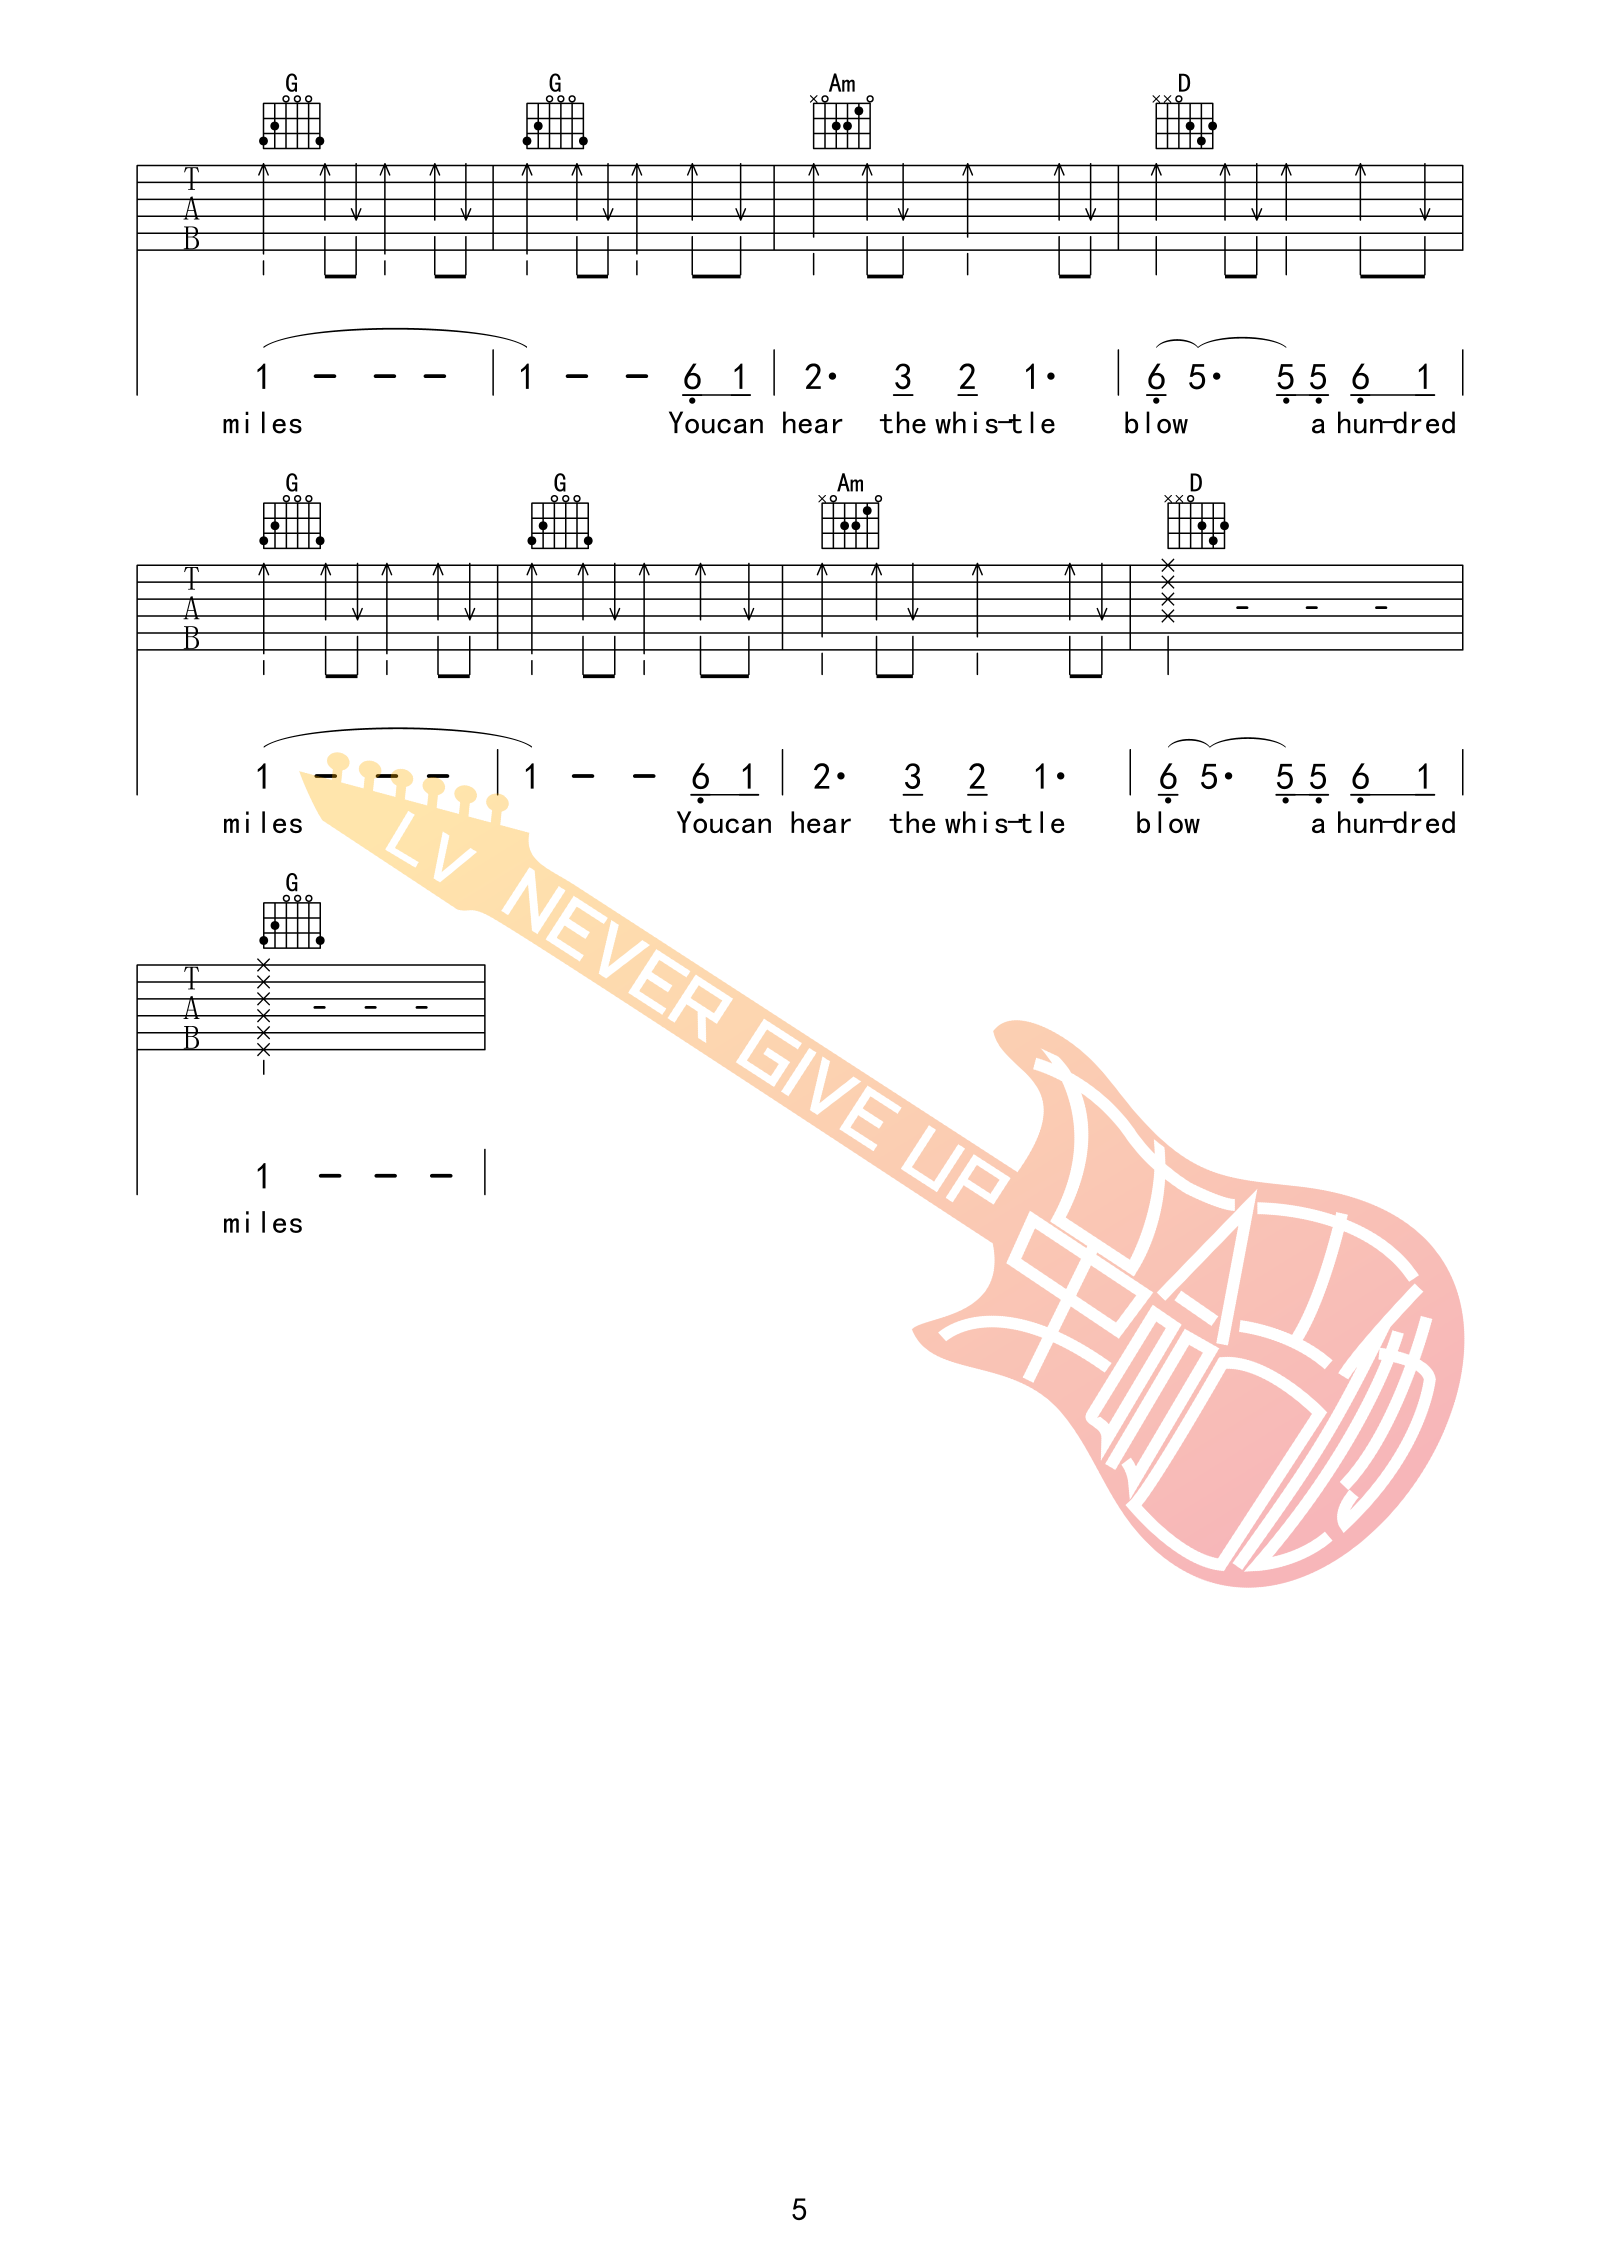 G G Am D
T
A
B
1 - - - 1 - - 6 1 2· 3 2 1· 6 5· 5 5 6 1
miles Youcan hear the whis-tle blow a hun-dred
G G Am D
T
A
B
1 - - - 1 - - 6 1 2· 3 2 1· 6 5· 5 5 6 1
miles Youcan hear the whis-tle blow a hun-dred
LV NEVER GIVE UP
G
T
A
B
1 - - -
miles
5